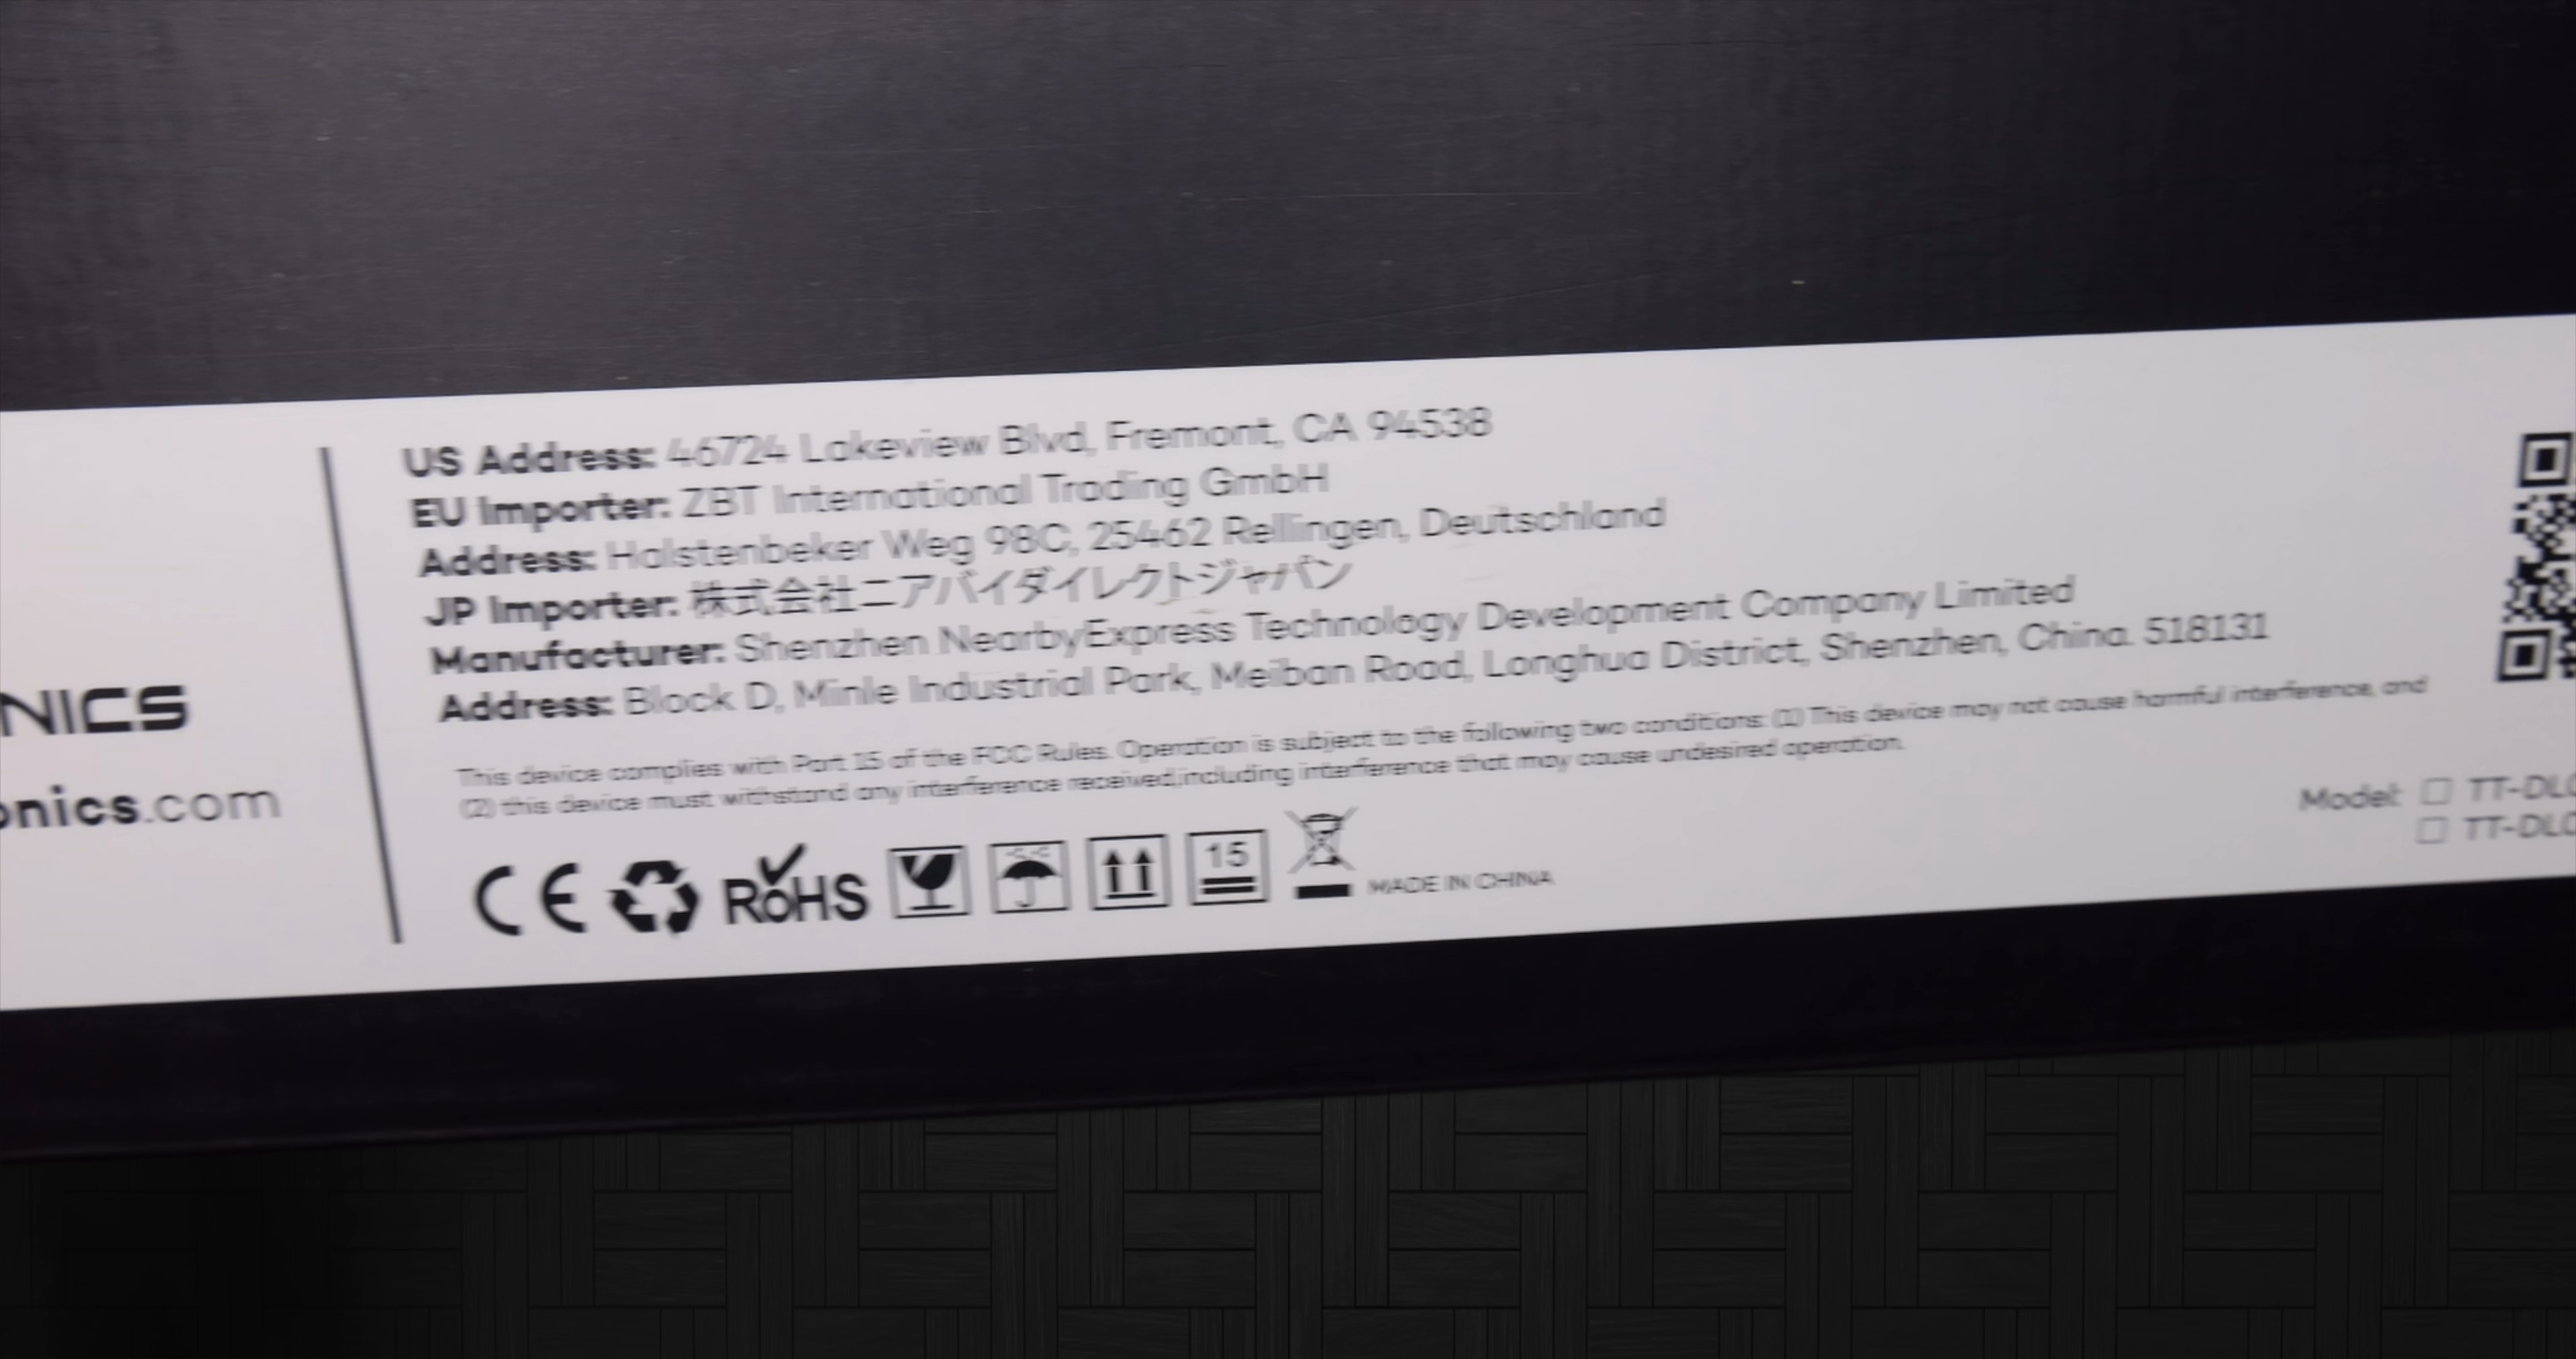 NICS
onics.com
US Address: 46724 Lakeview Blvd, Fremont, CA 94538
EU Importer: ZBT International Trading GmbH
Address: Halstenbeker Weg 98C, 25462 Rellingen, Deutschland
JP Importer: 株式会社ニアバイダイレクトジャパン
Manufacturer: Shenzhen NearbyExpress Technology Development Company Limited
Address: Block D, Minle Industrial Park, Meiban Road, Longhua District, Shenzhen, China. 518131
This device complies with Part 15 of the FCC Rules. Operation is subject to the following two conditions: (1) This device may not cause harmful interference, and
(2) this device must withstand any interference received,including interference that may cause undesired operation.
CE RoHS 15 MADE IN CHINA
Model: TT-DL
TT-DL